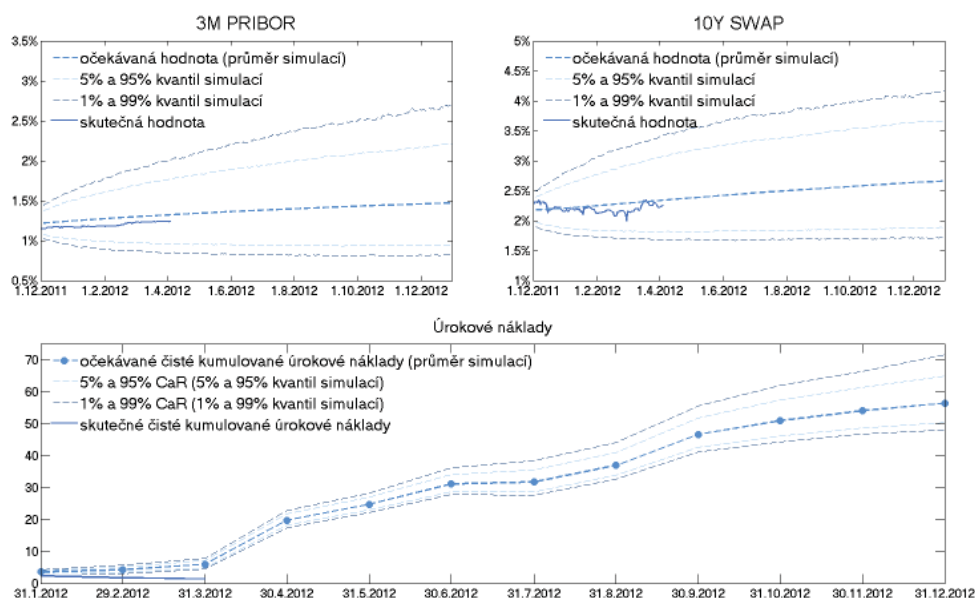 3M PRIBOR
3.5%
3%
2.5%
2%
1.5%
1%
0.5%
očekávaná hodnota (průměr simulací)
5% a 95% kvantil simulací
1% a 99% kvantil simulací
skutečná hodnota
1.12.2011 1.2.2012 1.4.2012 1.6.2012 1.8.2012 1.10.2012 1.12.2012
10Y SWAP
5%
4.5%
4%
3.5%
3%
2.5%
2%
1.5%
1%
očekávaná hodnota (průměr simulací)
5% a 95% kvantil simulací
1% a 99% kvantil simulací
skutečná hodnota
1.12.2011 1.2.2012 1.4.2012 1.6.2012 1.8.2012 1.10.2012 1.12.2012
Úrokové náklady
70
60
50
40
30
20
10
0
očekávané čisté kumulované úrokové náklady (průměr simulací)
5% a 95% CaR (5% a 95% kvantil simulací)
1% a 99% CaR (1% a 99% kvantil simulací)
skutečné čisté kumulované úrokové náklady
31.1.2012 29.2.2012 31.3.2012 30.4.2012 31.5.2012 30.6.2012 31.7.2012 31.8.2012 30.9.2012 31.10.2012 30.11.2012 31.12.2012